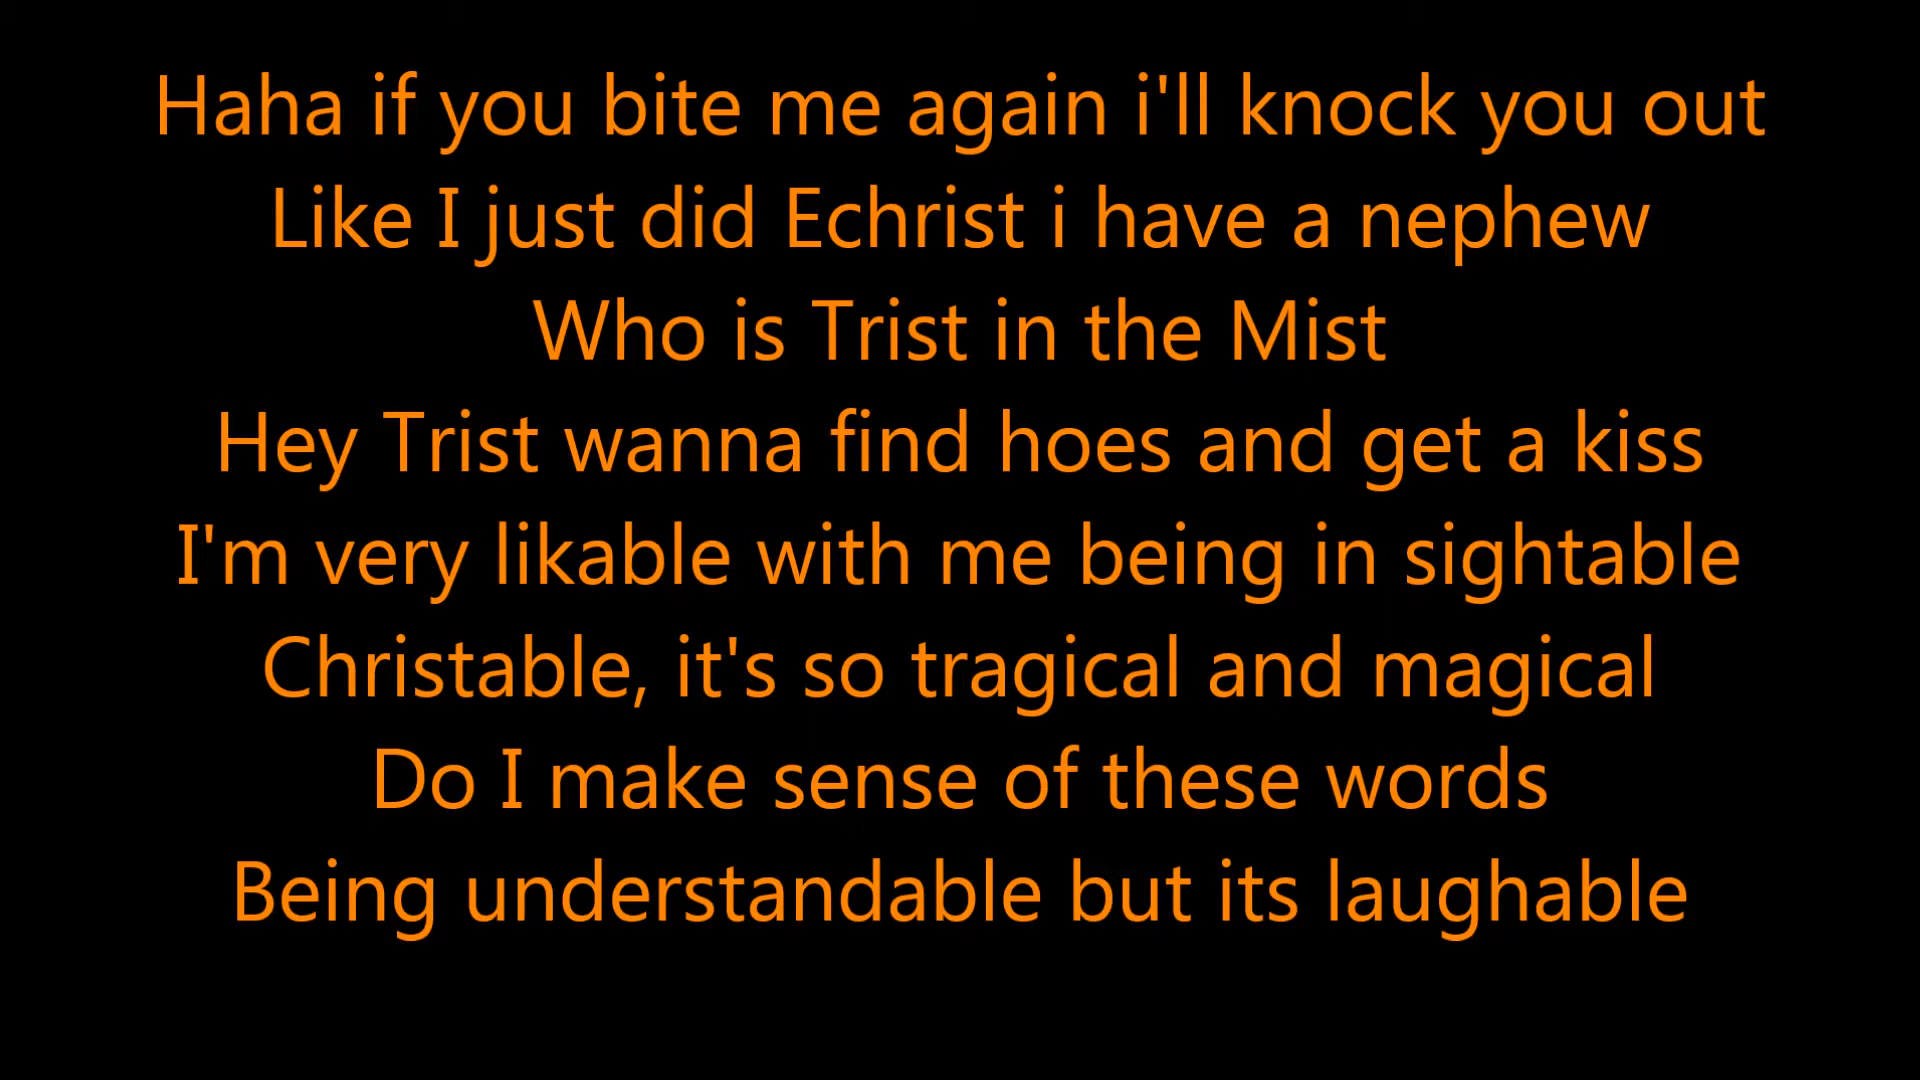 Haha if you bite me again i'll knock you out
Like I just did Echrist i have a nephew
Who is Trist in the Mist
Hey Trist wanna find hoes and get a kiss
I'm very likable with me being in sightable
Christable, it's so tragical and magical
Do I make sense of these words
Being understandable but its laughable